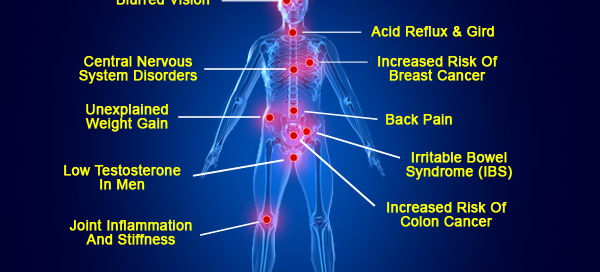 Blurred Vision
Acid Reflux & Gird
Central Nervous
System Disorders
Increased Risk Of
Breast Cancer
Unexplained
Weight Gain
Back Pain
Irritable Bowel
Syndrome (IBS)
Low Testosterone
In Men
Increased Risk Of
Colon Cancer
Joint Inflammation
And Stiffness